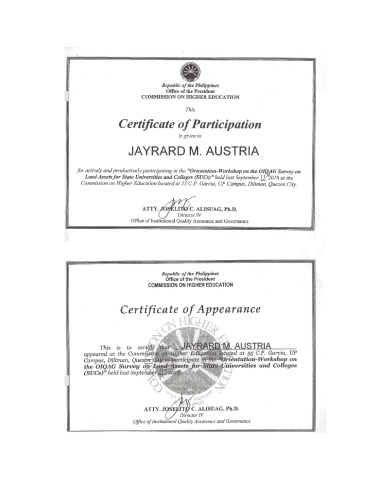 Republic of the Philippines
Office of the President
COMMISSION ON HIGHER EDUCATION
This
Certificate of Participation
is given to
JAYRARD M. AUSTRIA
for actively and productively participating in the "Orientation-Workshop on the OIQAG Survey on
Land Assets for State Universities and Colleges (SUCs)" held last September 2018 at the
Commission on Higher Education located at 55 C.P. Garcia, UP Campus, Diliman, Quezon City.
ATTY. JOSELITO C. ALISUAG, Ph.D.
Director IV
Office of Institutional Quality Assurance and Governance
Republic of the Philippines
Office of the President
COMMISSION ON HIGHER EDUCATION
Certificate of Appearance
This is to certify that JAYRARD M. AUSTRIA
appeared at the Commission on Higher Education located at 55 C.P. Garcia, UP
Campus, Diliman, Quezon City to participate in the "Orientation-Workshop on
the OIQAG Survey on Land Assets for State Universities and Colleges
(SUCs)" held last September
ATTY. JOSELITO C. ALISUAG, Ph.D.
Director IV
Office of Institutional Quality Assurance and Governance